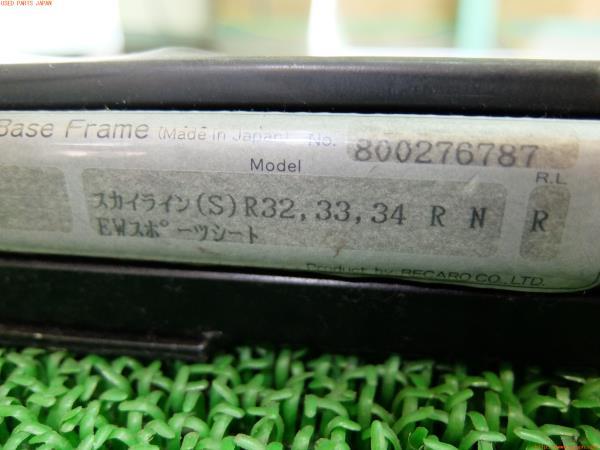 USED PARTS JAPAN
Base Frame (Made in Japan) No. 800276787
Model
R.L
スカイライン(S)R32,33,34 R N R
EWスポーツシート
Product by RECARO CO., LTD.